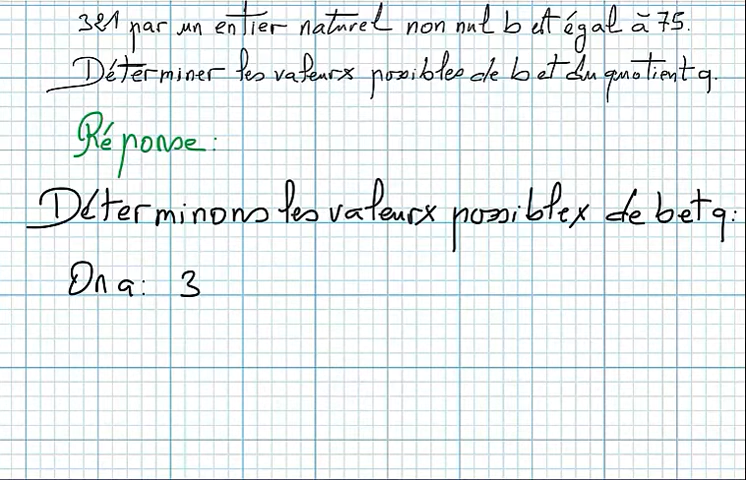 321 par un entier naturel non nul b est égal à 75.
Déterminer les valeurs possibles de b et du quotient q.
Réponse:
Déterminons les valeurs possibles de b et q:
On a: 3